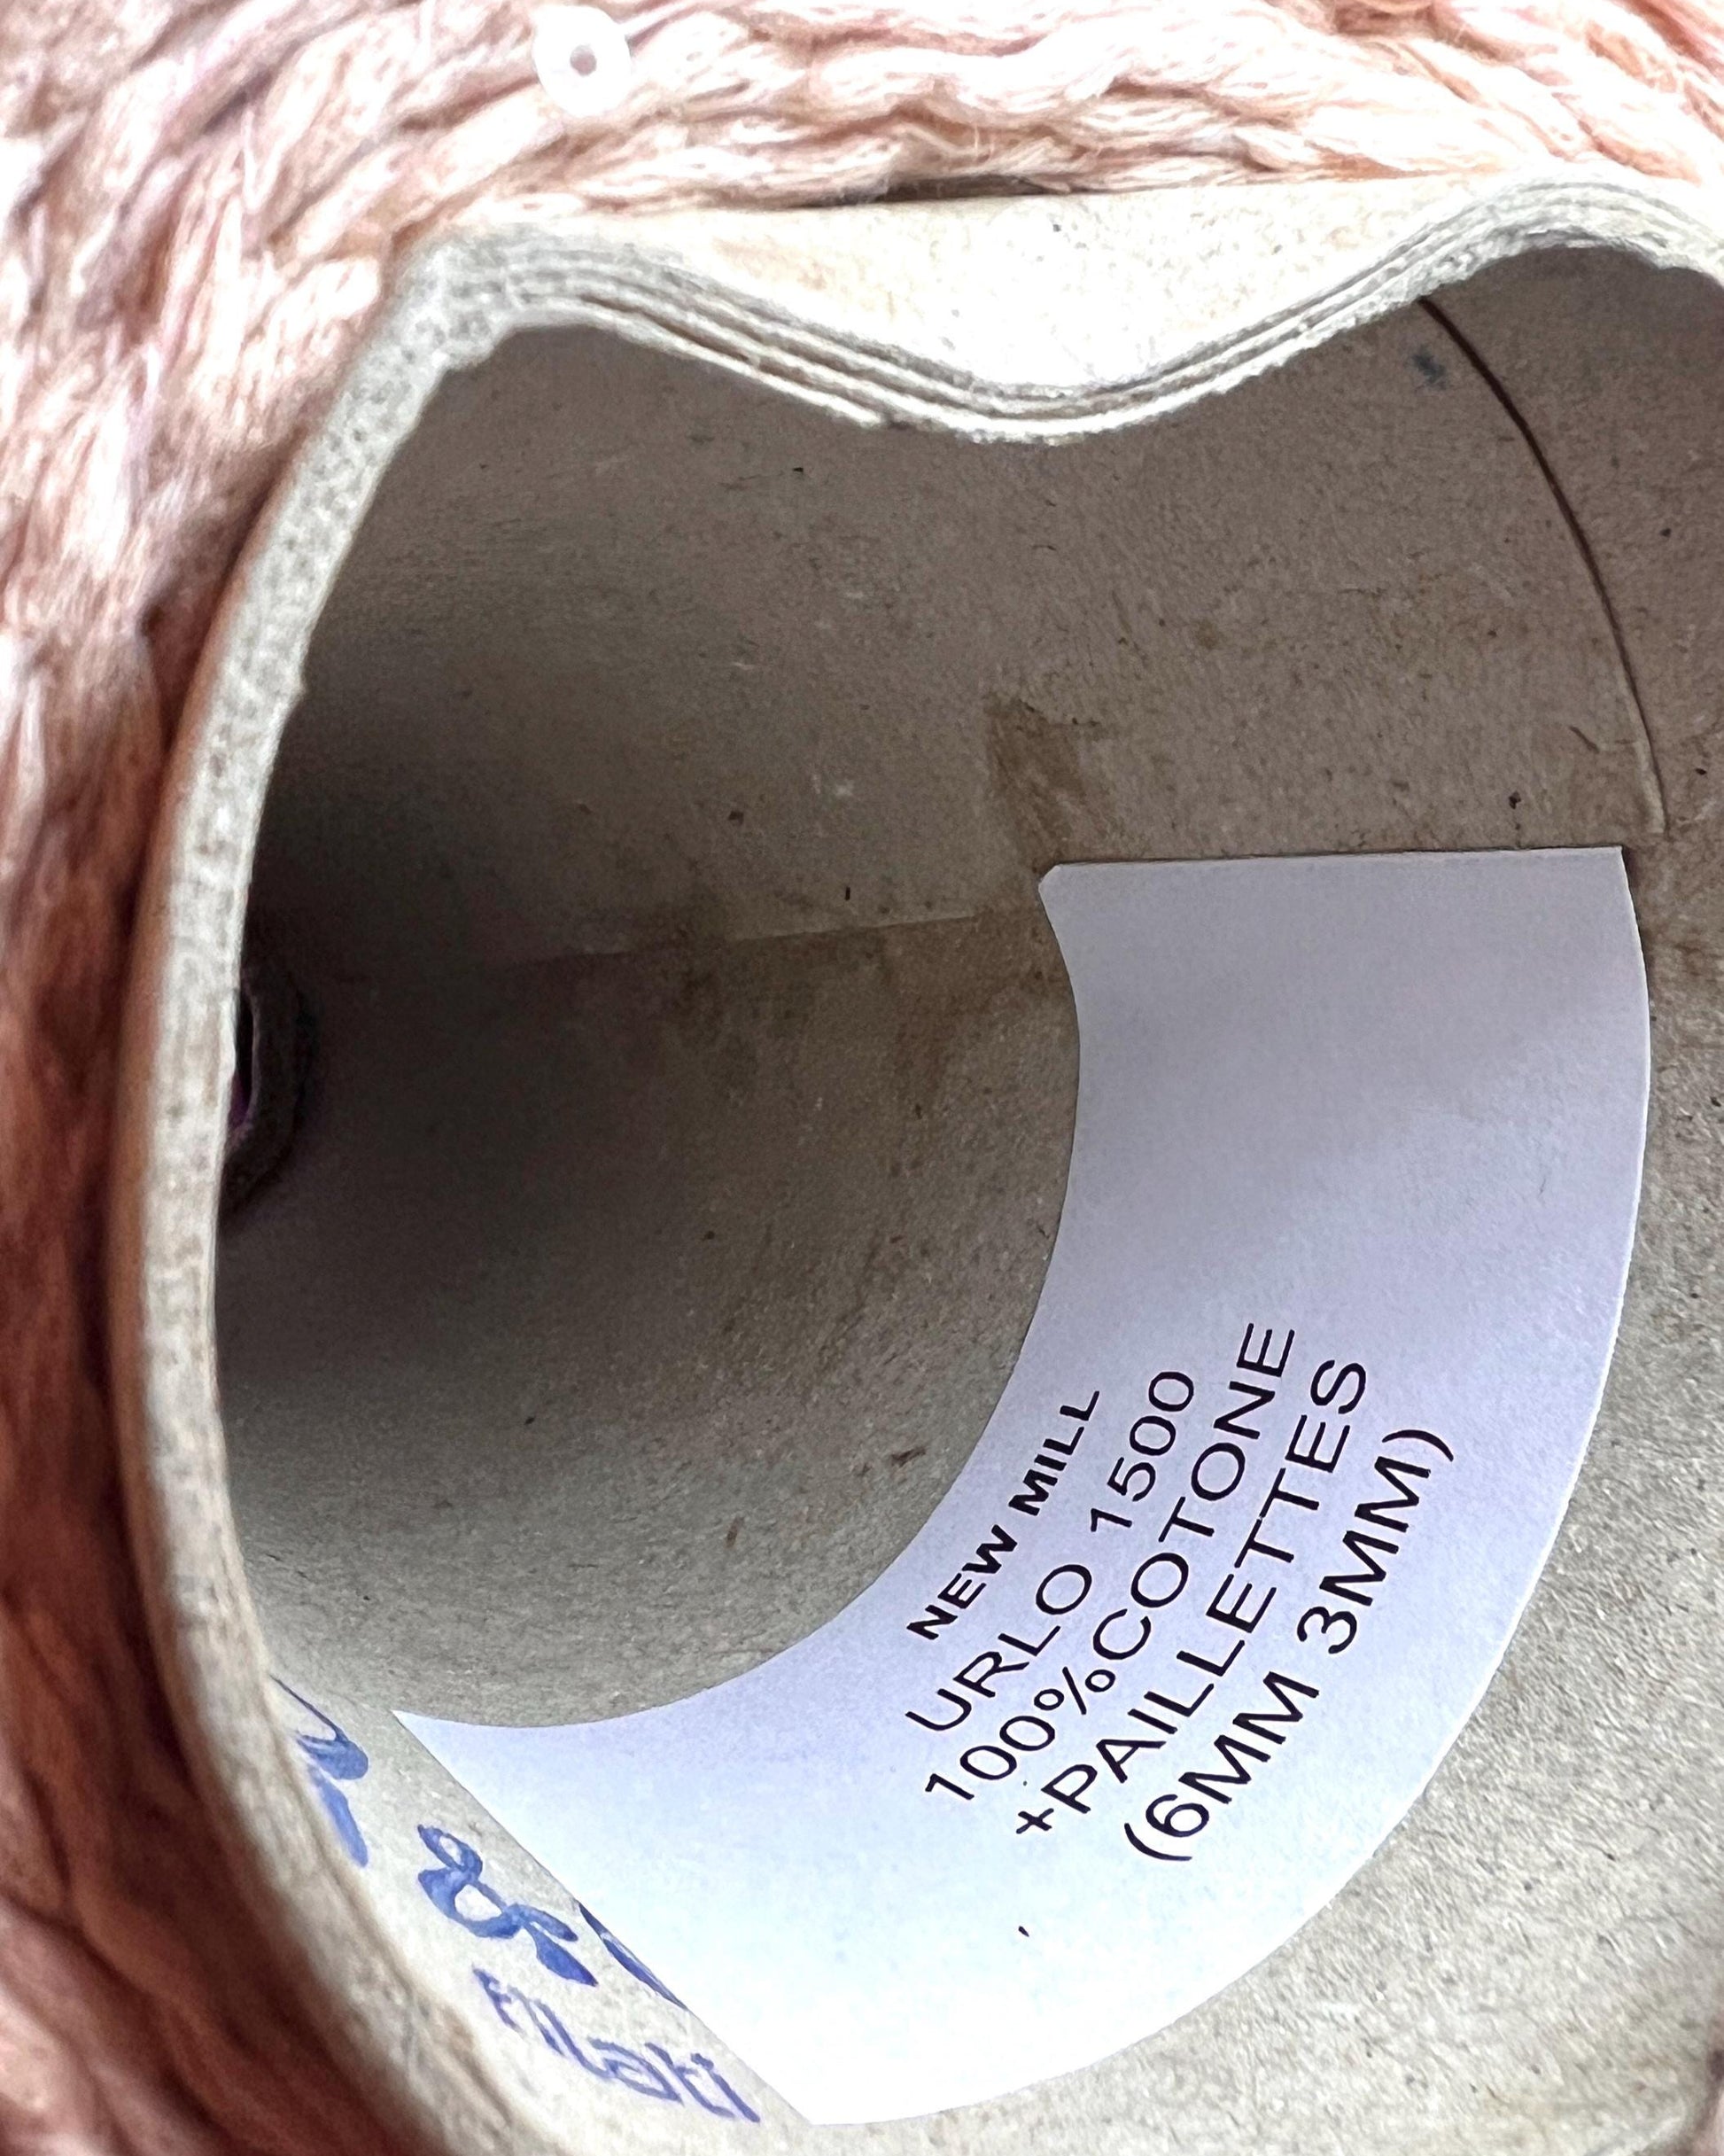 NEW MILL
URLO 1500
100%COTONE
+PAILLETTES
(6MM 3MM)
Filati